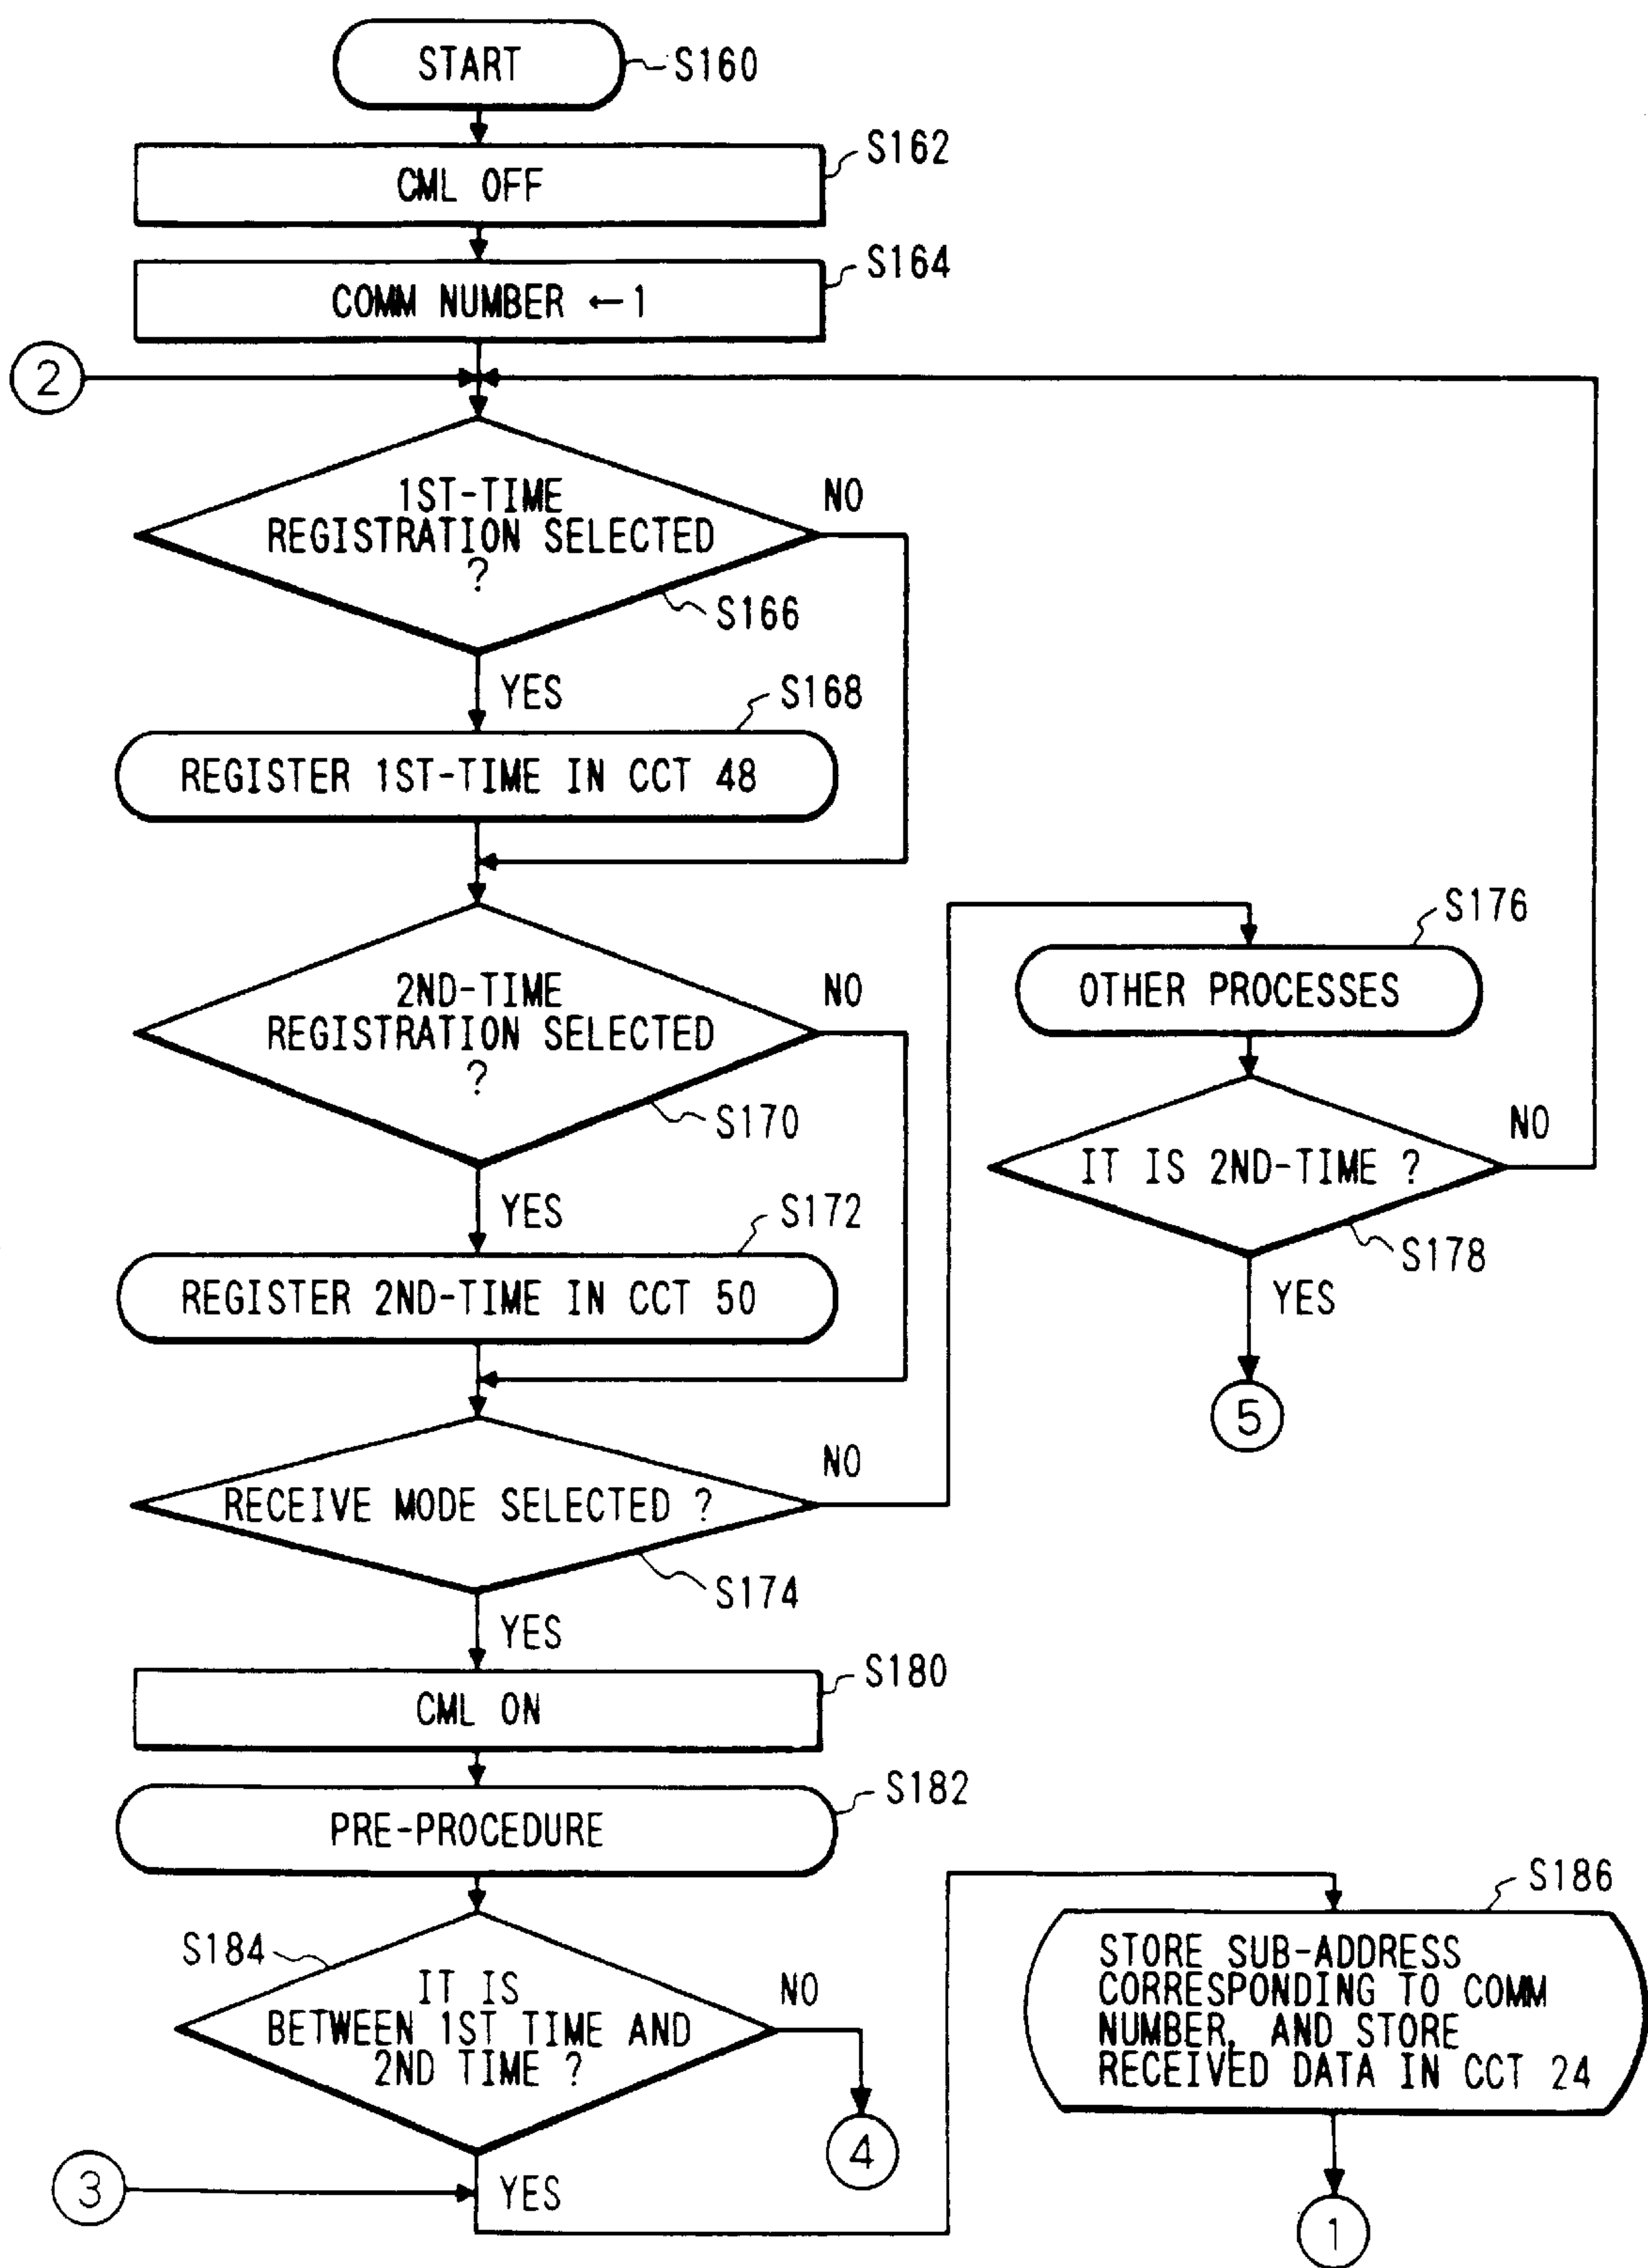 START
S160
CML OFF
S162
COMM NUMBER ←1
S164
2
1ST-TIME
REGISTRATION SELECTED
?
NO
S166
YES
S168
REGISTER 1ST-TIME IN CCT 48
2ND-TIME
REGISTRATION SELECTED
?
NO
S170
YES
S172
REGISTER 2ND-TIME IN CCT 50
RECEIVE MODE SELECTED ?
NO
S174
YES
S176
OTHER PROCESSES
IT IS 2ND-TIME ?
NO
S178
YES
5
S180
CML ON
S182
PRE-PROCEDURE
S184
IT IS
BETWEEN 1ST TIME AND
2ND TIME ?
NO
4
3
YES
S186
STORE SUB-ADDRESS
CORRESPONDING TO COMM
NUMBER, AND STORE
RECEIVED DATA IN CCT 24
1